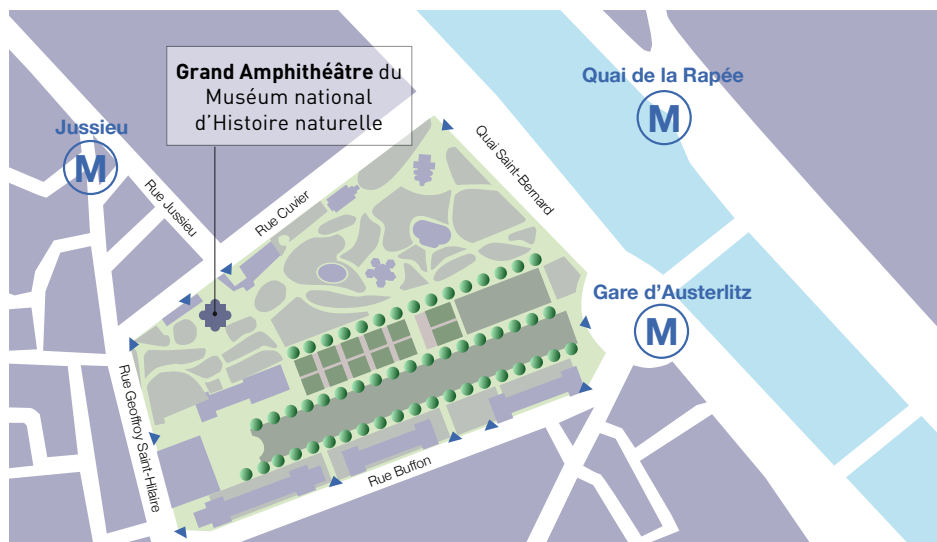 Grand Amphithéâtre du
Muséum national
d'Histoire naturelle
Quai de la Rapée
M
Jussieu
M
Quai Saint-Bernard
Rue Jussieu
Rue Cuvier
Gare d'Austerlitz
M
Rue Geoffroy Saint-Hilaire
Rue Buffon